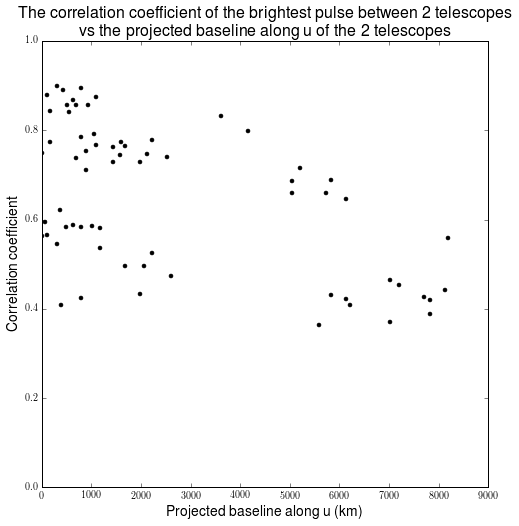 The correlation coefficient of the brightest pulse between 2 telescopes
vs the projected baseline along u of the 2 telescopes
1.0
0.8
0.6
0.4
0.2
0.0
Correlation coefficient
0 1000 2000 3000 4000 5000 6000 7000 8000 9000
Projected baseline along u (km)